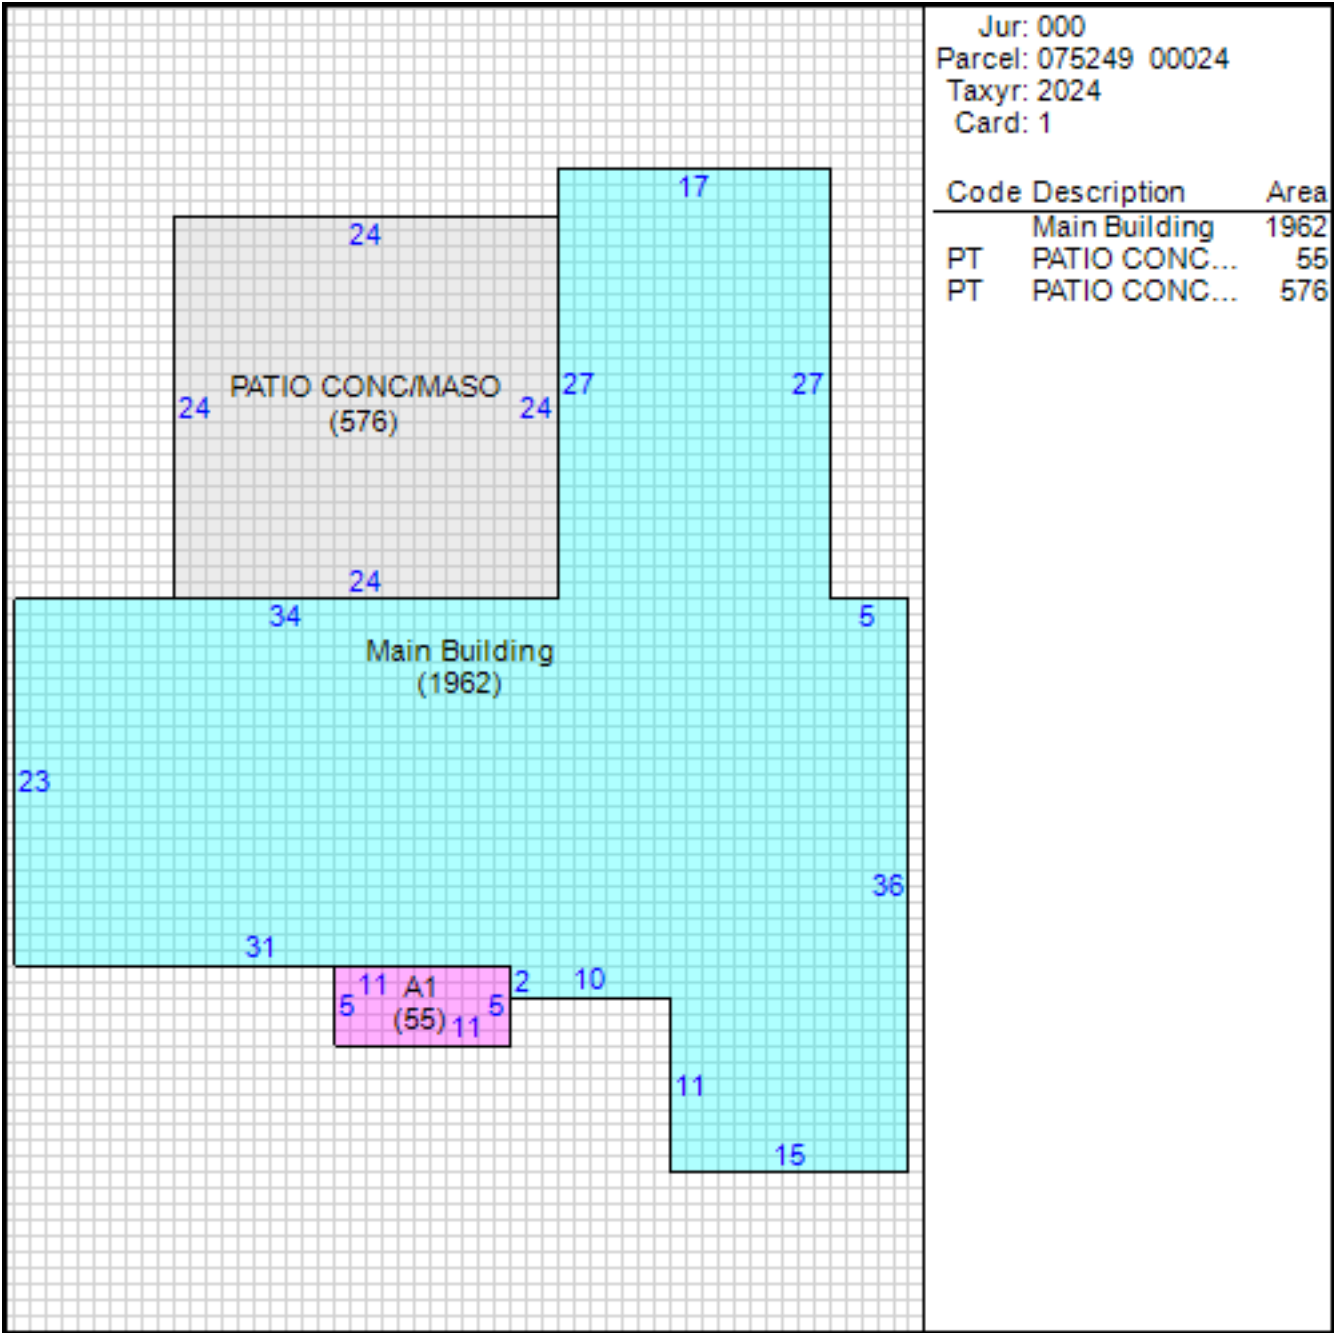 Jur: 000
Parcel: 075249 00024
Taxyr: 2024
Card: 1
Code Description Area
Main Building 1962
PT PATIO CONC... 55
PT PATIO CONC... 576
17
24
PATIO CONC/MASO
(576)
24
24
27
27
24
34
5
Main Building
(1962)
23
36
31
11
A1
(55)
5
5
11
2
10
11
15